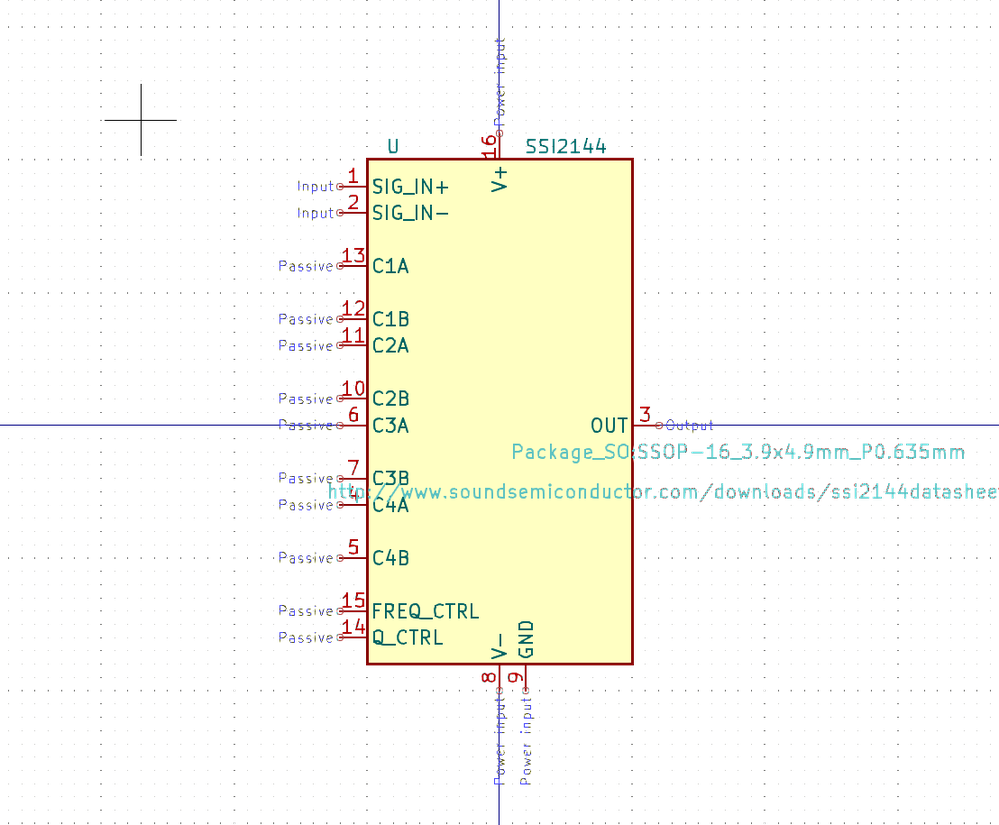 Power input
16
U
SSI2144
V+
Input 1 SIG_IN+
Input 2 SIG_IN-
Passive 13 C1A
Passive 12 C1B
Passive 11 C2A
Passive 10 C2B
Passive 6 C3A
OUT 3 Output
Package_SO:SSOP-16_3.9x4.9mm_P0.635mm
Passive 7 C3B
https://www.soundsemiconductor.com/downloads/ssi2144datashee
Passive 4 C4A
Passive 5 C4B
Passive 15 FREQ_CTRL
Passive 14 Q_CTRL
V-
GND
8
9
Power input
Power input